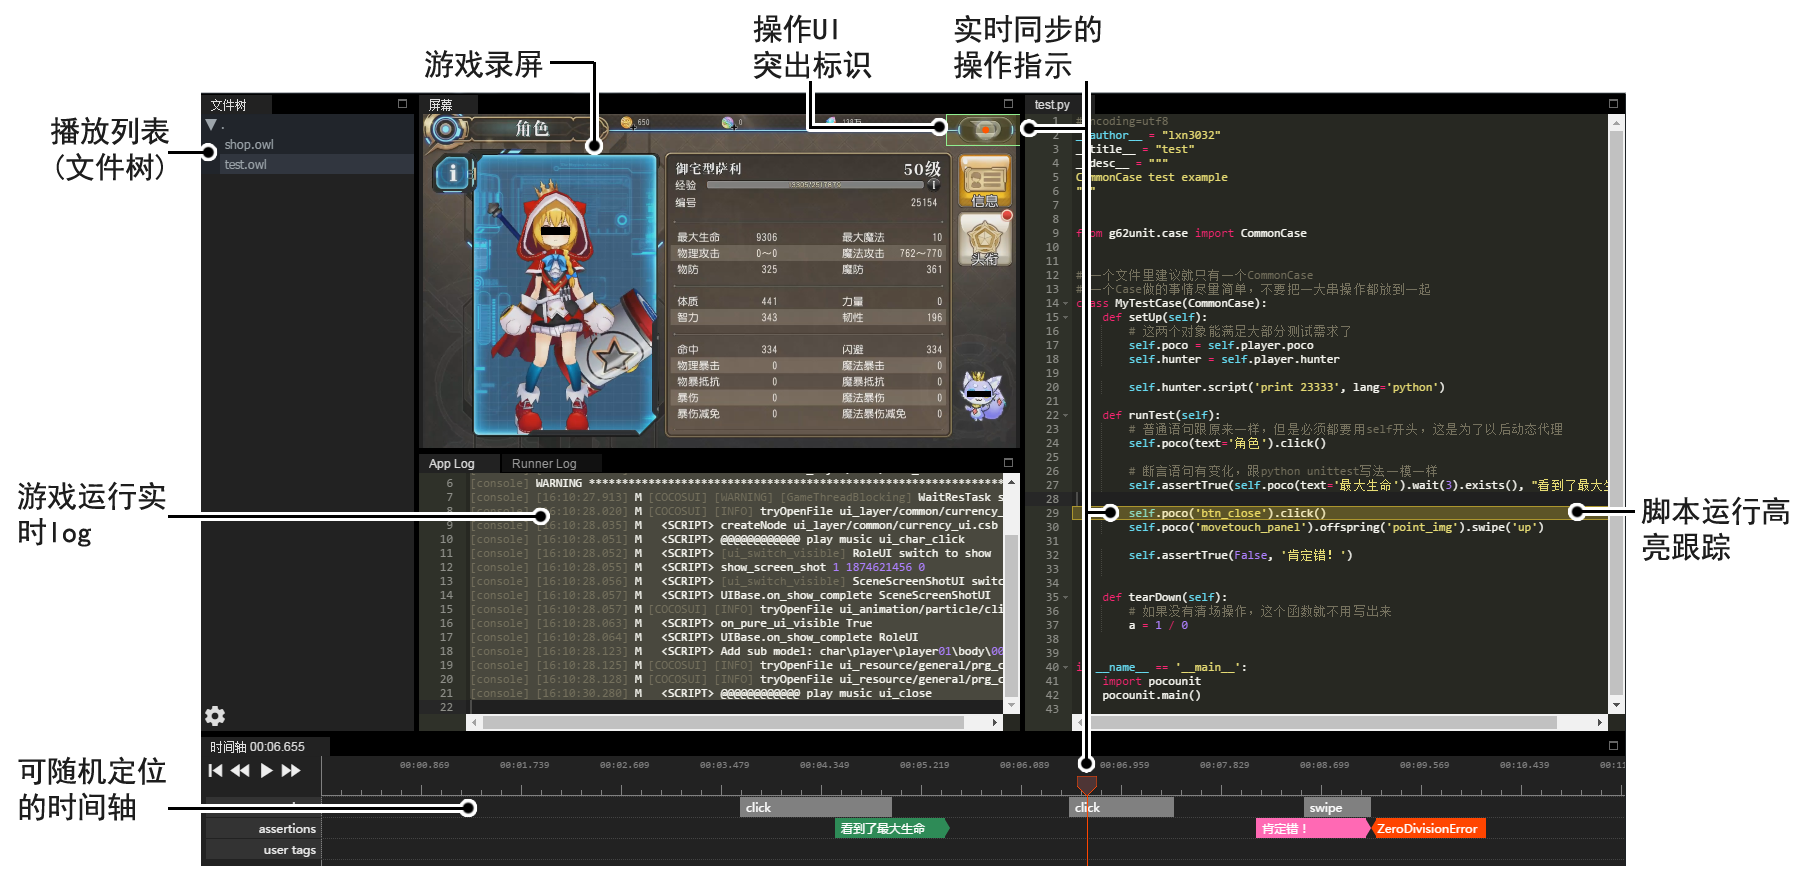 操作UI
突出标识
实时同步的
操作指示
游戏录屏
播放列表
(文件树)
游戏运行实
时log
可随机定位
的时间轴
脚本运行高
亮跟踪
文件树
.
shop.owl
test.owl
屏幕
角色
650
0
御宅型萨利
50级
经验
编号
25154
最大生命 9306 最大魔法 10
物理攻击 0~0 魔法攻击 762~770
物防 325 魔防 361
体质 441 力量 0
智力 343 韧性 196
命中 334 闪避 334
物理暴击 0 魔法暴击 0
物暴抵抗 0 魔暴抵抗 0
暴伤 0 魔法暴伤 0
暴伤减免 0 魔法暴伤减免 0
信息
头衔
App Log
Runner Log
6 [console] WARNING ***************************************************************
7 [console] [16:10:27.913] M [COCOSUI] [WARNING] [GameThreadBlocking] WaitResTask s
8 [console] [16:10:28.020] M [COCOSUI] [INFO] tryOpenFile ui_layer/common/currency_
9 [console] [16:10:28.035] M <SCRIPT> createNode ui_layer/common/currency_ui.csb
10 [console] [16:10:28.051] M <SCRIPT> @@@@@@@@@@@@ play music ui_char_click
11 [console] [16:10:28.052] M <SCRIPT> [ui_switch_visible] RoleUI switch to show
12 [console] [16:10:28.055] M <SCRIPT> show_screen_shot 1 1874621456 0
13 [console] [16:10:28.056] M <SCRIPT> [ui_switch_visible] SceneScreenShotUI switc
14 [console] [16:10:28.057] M <SCRIPT> UIBase.on_show_complete SceneScreenShotUI
15 [console] [16:10:28.057] M [COCOSUI] [INFO] tryOpenFile ui_animation/particle/cli
16 [console] [16:10:28.063] M <SCRIPT> on_pure_ui_visible True
17 [console] [16:10:28.064] M <SCRIPT> UIBase.on_show_complete RoleUI
18 [console] [16:10:28.123] M <SCRIPT> Add sub model: char\player\player01\body\00
19 [console] [16:10:28.125] M [COCOSUI] [INFO] tryOpenFile ui_resource/general/prg_c
20 [console] [16:10:28.128] M [COCOSUI] [INFO] tryOpenFile ui_resource/general/prg_c
21 [console] [16:10:30.280] M <SCRIPT> @@@@@@@@@@@@ play music ui_close
22
test.py
1 # encoding=utf8
2 __author__ = "lxn3032"
3 __title__ = "test"
4 __desc__ = """
5 CommonCase test example
6 """
7
8
9 from g62unit.case import CommonCase
10
11
12 # 一个文件里建议就只有一个CommonCase
13 # 一个Case做的事情尽量简单，不要把一大串操作都放到一起
14 class MyTestCase(CommonCase):
15 def setUp(self):
16 # 这两个对象能满足大部分测试需求了
17 self.poco = self.player.poco
18 self.hunter = self.player.hunter
19
20 self.hunter.script('print 23333', lang='python')
21
22 def runTest(self):
23 # 普通语句跟原来一样，但是必须都要用self开头，这是为了以后动态代理
24 self.poco(text='角色').click()
25
26 # 断言语句有变化，跟python unittest写法一模一样
27 self.assertTrue(self.poco(text='最大生命').wait(3).exists(), "看到了最大生
28
29 self.poco('btn_close').click()
30 self.poco('movetouch_panel').offspring('point_img').swipe('up')
31
32 self.assertTrue(False, '肯定错！')
33
34
35 def tearDown(self):
36 # 如果没有清场操作，这个函数就不用写出来
37 a = 1 / 0
38
39
40 if __name__ == '__main__':
41 import pocounit
42 pocounit.main()
43
时间轴 00:06.655
00:00.869 00:01.739 00:02.609 00:03.479 00:04.349 00:05.219 00:06.089 00:06.959 00:07.829 00:08.699 00:09.569 00:10.439 00:11
click click swipe
assertions 看到了最大生命 肯定错！ ZeroDivisionError
user tags